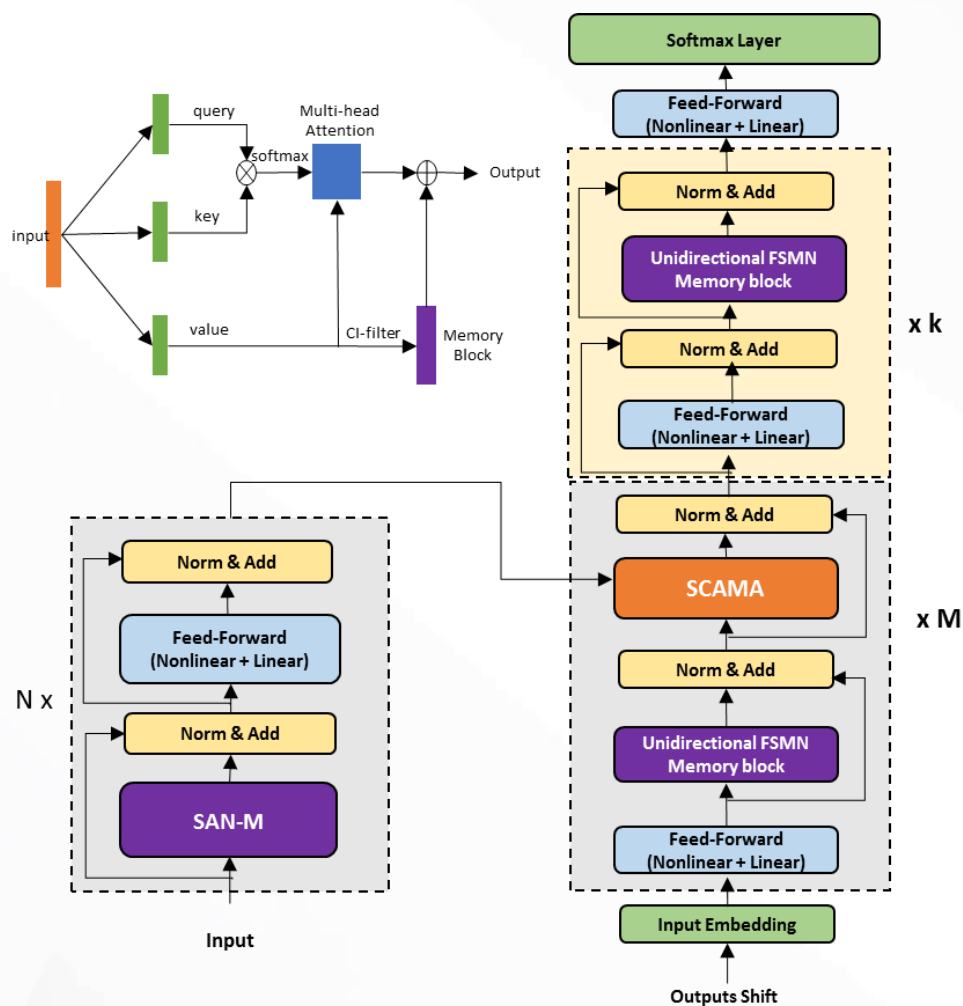 query
Multi-head
Attention
softmax
Output
input
key
value
CI-filter
Memory
Block
Softmax Layer
Feed-Forward
(Nonlinear + Linear)
Norm & Add
Unidirectional FSMN
Memory block
x k
Norm & Add
Feed-Forward
(Nonlinear + Linear)
Norm & Add
SCAMA
x M
Norm & Add
Unidirectional FSMN
Memory block
Feed-Forward
(Nonlinear + Linear)
Input Embedding
Outputs Shift
Norm & Add
Feed-Forward
(Nonlinear + Linear)
N x
Norm & Add
SAN-M
Input